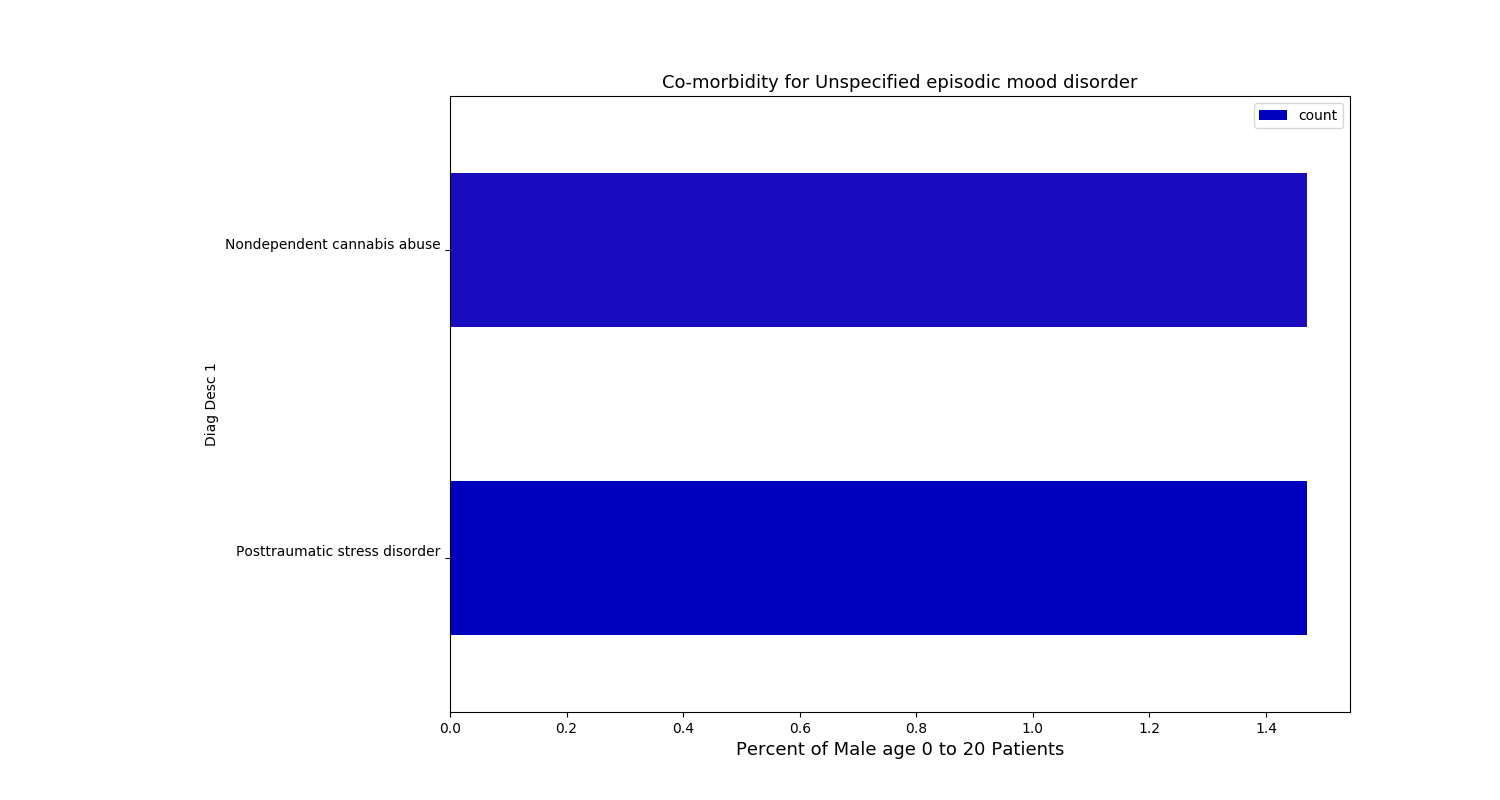 Co-morbidity for Unspecified episodic mood disorder
count
Nondependent cannabis abuse
Diag Desc 1
Posttraumatic stress disorder
0.0 0.2 0.4 0.6 0.8 1.0 1.2 1.4
Percent of Male age 0 to 20 Patients